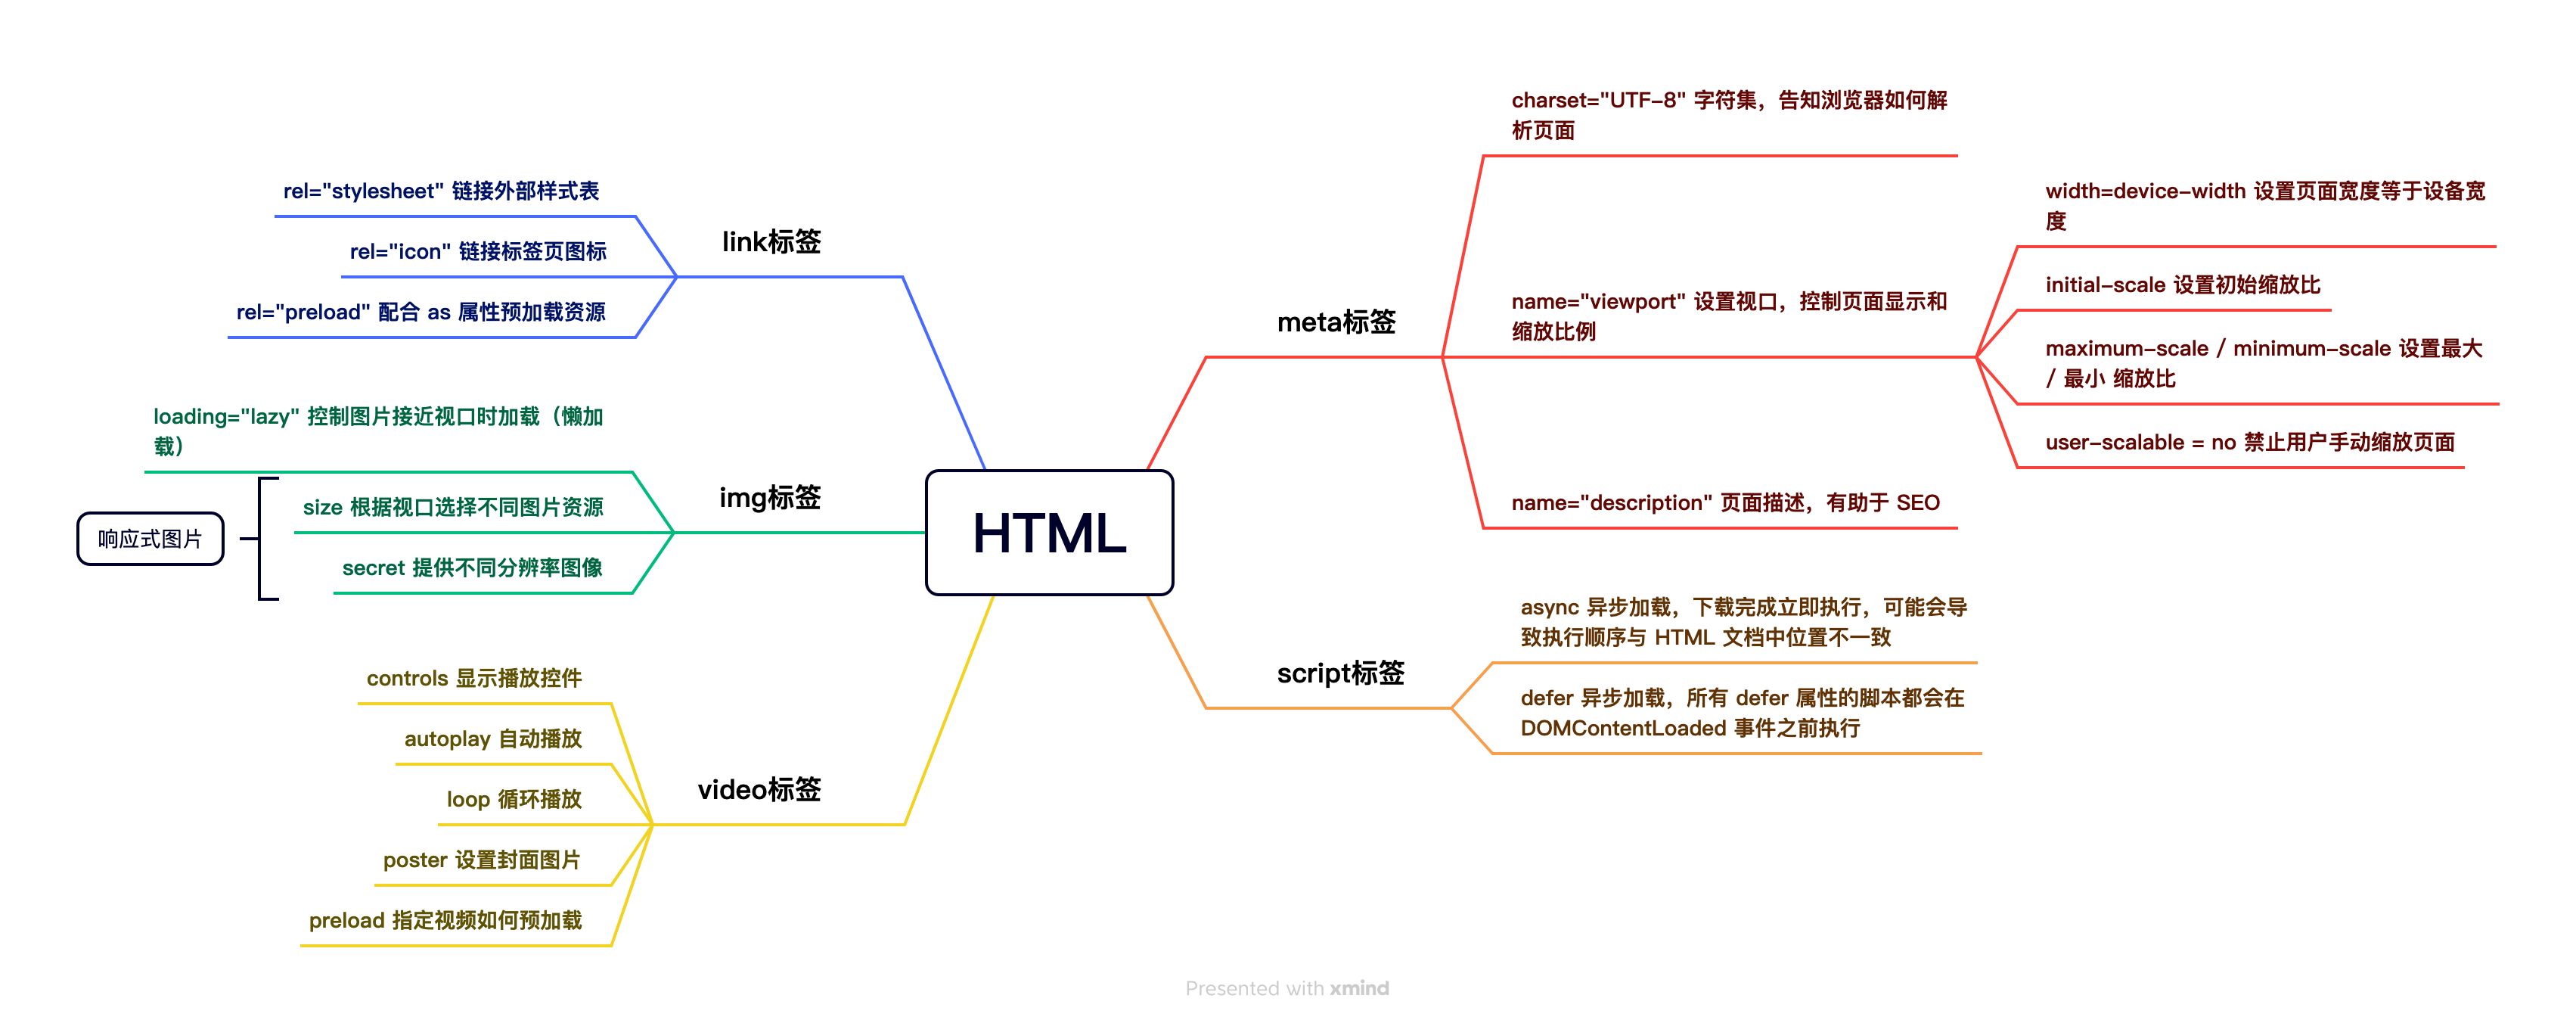 HTML
meta标签
charset="UTF-8" 字符集，告知浏览器如何解
析页面
name="viewport" 设置视口，控制页面显示和
缩放比例
width=device-width 设置页面宽度等于设备宽
度
initial-scale 设置初始缩放比
maximum-scale / minimum-scale 设置最大
/ 最小 缩放比
user-scalable = no 禁止用户手动缩放页面
name="description" 页面描述，有助于 SEO
script标签
async 异步加载，下载完成立即执行，可能会导
致执行顺序与 HTML 文档中位置不一致
defer 异步加载，所有 defer 属性的脚本都会在
DOMContentLoaded 事件之前执行
link标签
rel="stylesheet" 链接外部样式表
rel="icon" 链接标签页图标
rel="preload" 配合 as 属性预加载资源
img标签
loading="lazy" 控制图片接近视口时加载（懒加
载）
size 根据视口选择不同图片资源
secret 提供不同分辨率图像
响应式图片
video标签
controls 显示播放控件
autoplay 自动播放
loop 循环播放
poster 设置封面图片
preload 指定视频如何预加载
Presented with xmind